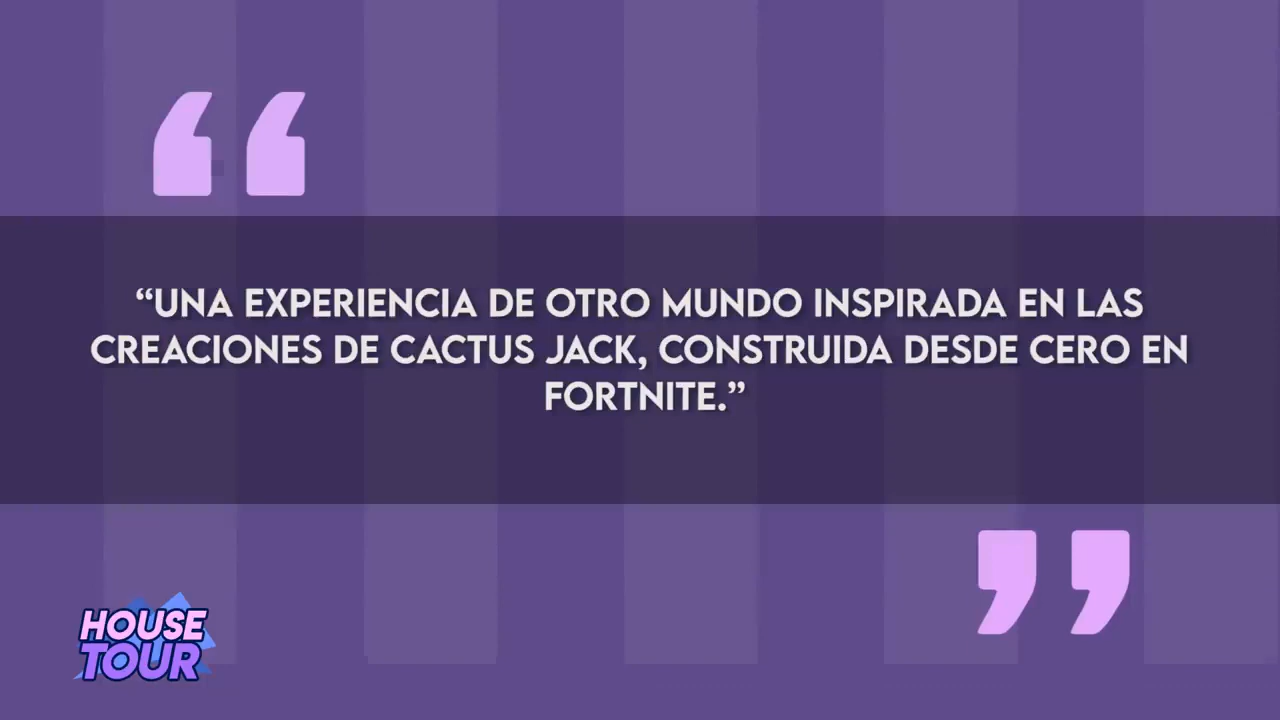 “UNA EXPERIENCIA DE OTRO MUNDO INSPIRADA EN LAS
CREACIONES DE CACTUS JACK, CONSTRUIDA DESDE CERO EN
FORTNITE.”
HOUSE
TOUR